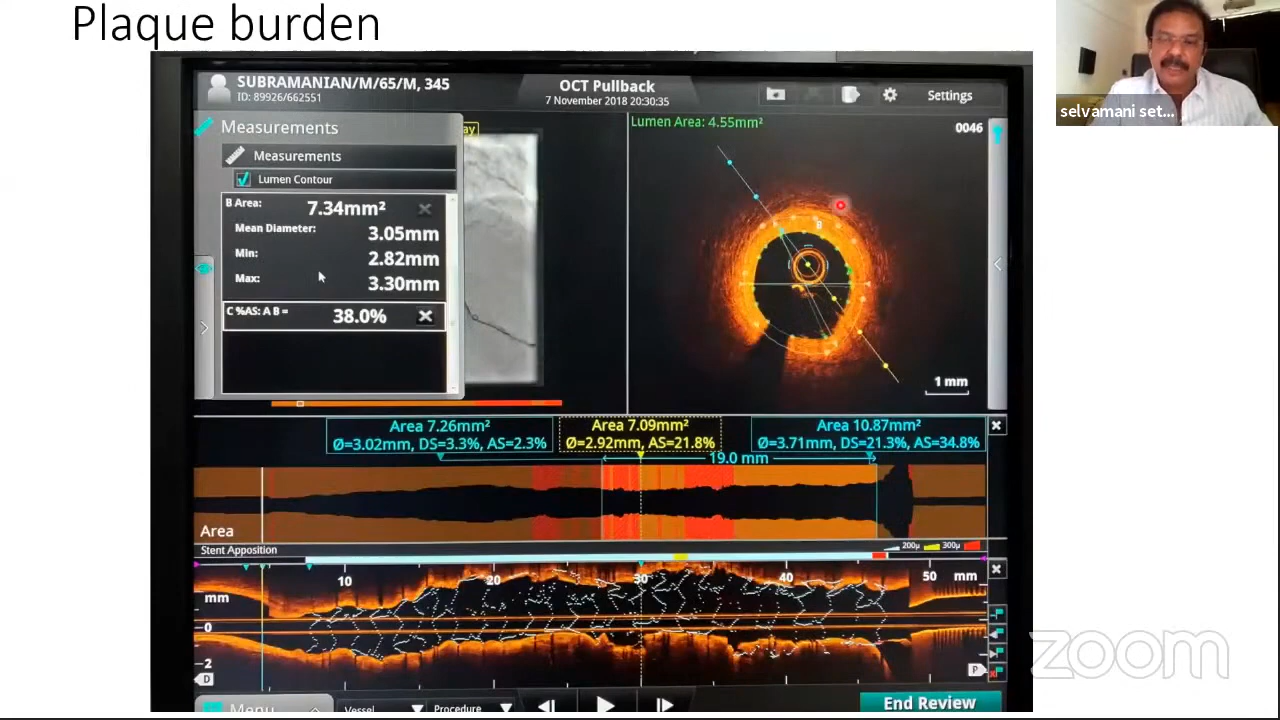 Plaque burden
SUBRAMANIAN/M/65/M, 345
ID: 89926/662551
OCT Pullback
7 November 2018 20:30:35
Settings
selvamani set...
Measurements
Measurements
Lumen Contour
B Area: 7.34mm²
Mean Diameter: 3.05mm
Min: 2.82mm
Max: 3.30mm
C %AS: A B = 38.0%
Lumen Area: 4.55mm²
0046
B
1 mm
Area 7.26mm²
Ø=3.02mm, DS=3.3%, AS=2.3%
Area 7.09mm²
Ø=2.92mm, AS=21.8%
Area 10.87mm²
Ø=3.71mm, DS=21.3%, AS=34.8%
19.0 mm
Area
Stent Apposition
200µ 300µ
10 20 30 40 50 mm
mm
0
2
D
P
Menu
Vessel
Procedure
End Review
zoom